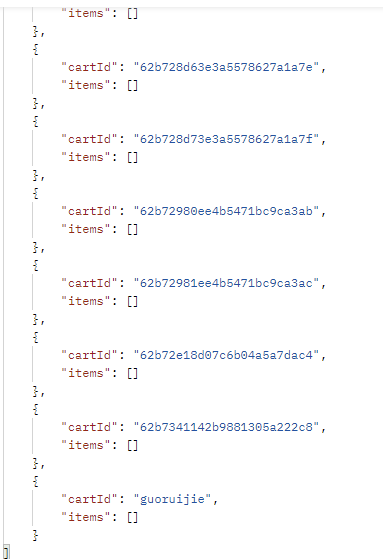 "items": []
},
{
"cartId": "62b728d63e3a5578627a1a7e",
"items": []
},
{
"cartId": "62b728d73e3a5578627a1a7f",
"items": []
},
{
"cartId": "62b72980ee4b5471bc9ca3ab",
"items": []
},
{
"cartId": "62b72981ee4b5471bc9ca3ac",
"items": []
},
{
"cartId": "62b72e18d07c6b04a5a7dac4",
"items": []
},
{
"cartId": "62b7341142b9881305a222c8",
"items": []
},
{
"cartId": "guoruijie",
"items": []
}
]